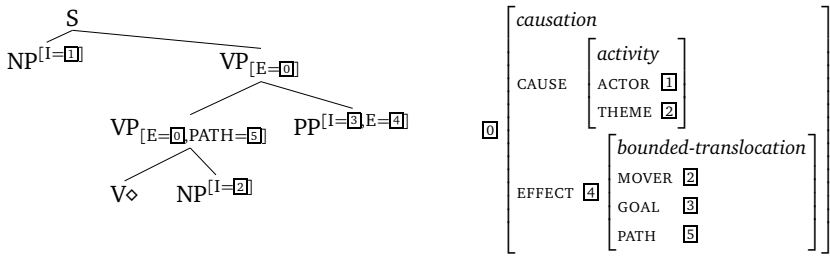 S
NP[I=1]
VP[E=0]
VP[E=0,PATH=5]
PP[I=3,E=4]
V◇
NP[I=2]
0
causation
CAUSE
activity
ACTOR 1
THEME 2
EFFECT 4
bounded-translocation
MOVER 2
GOAL 3
PATH 5